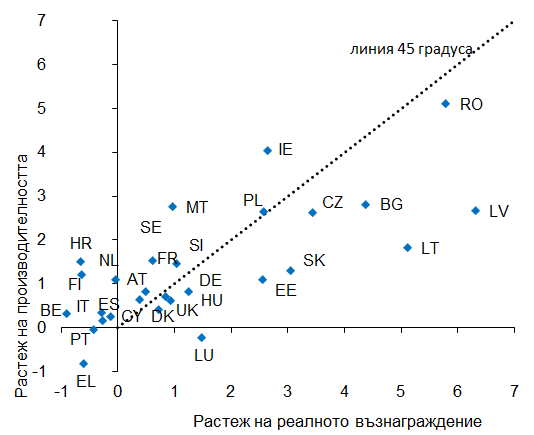 Растеж на производителността
7
6
5
4
3
2
1
0
-1
линия 45 градуса
RO
IE
PL
CZ
BG
LV
MT
SE
SI
LT
HR
NL
FR
SK
FI
AT
DE
EE
BE
IT
ES
HU
CY
DK
UK
PT
LU
EL
-1 0 1 2 3 4 5 6 7
Растеж на реалното възнаграждение